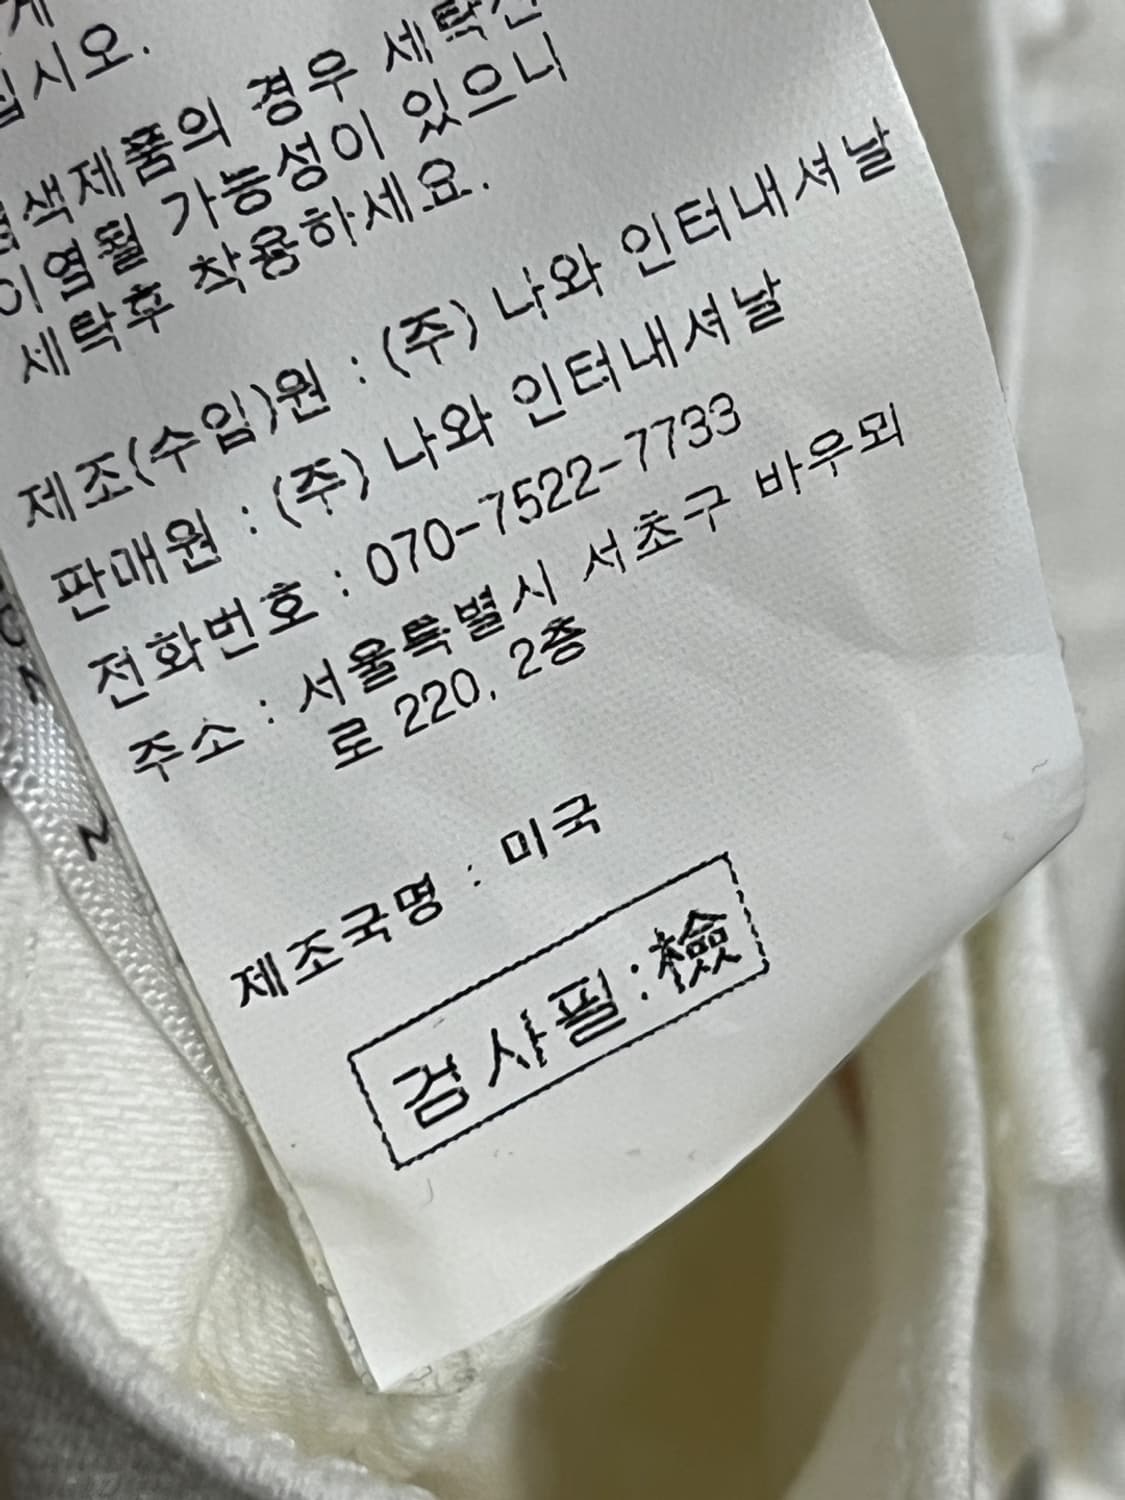 십시오.
색제품의 경우 세탁전
이염될 가능성이 있으니
세탁후 착용하세요.
제조(수입)원 : (주) 나와 인터내셔날
판매원 : (주) 나와 인터내셔날
전화번호 : 070-7522-7733
주소 : 서울특별시 서초구 바우뫼
로 220, 2층
제조국명 : 미국
검사필:檢